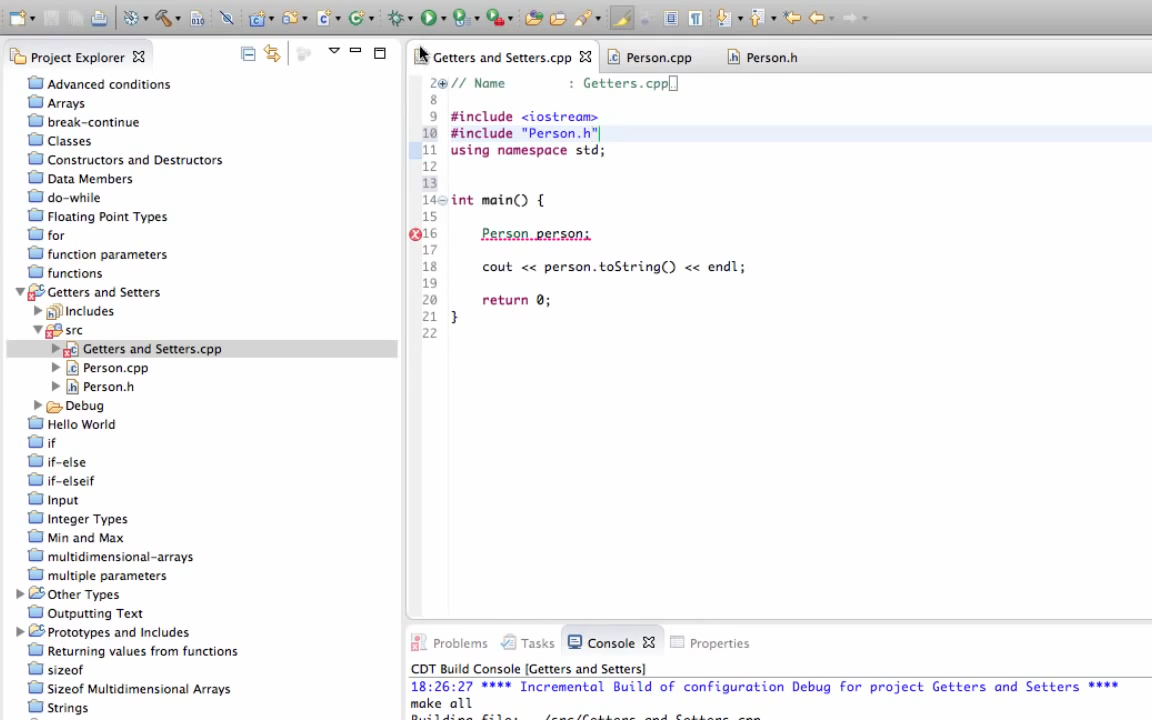 Project Explorer
Advanced conditions
Arrays
break-continue
Classes
Constructors and Destructors
Data Members
do-while
Floating Point Types
for
function parameters
functions
Getters and Setters
Includes
src
Getters and Setters.cpp
Person.cpp
Person.h
Debug
Hello World
if
if-else
if-elseif
Input
Integer Types
Min and Max
multidimensional-arrays
multiple parameters
Other Types
Outputting Text
Prototypes and Includes
Returning values from functions
sizeof
Sizeof Multidimensional Arrays
Strings
Getters and Setters.cpp
Person.cpp
Person.h
2 // Name : Getters.cpp
8
9 #include <iostream>
10 #include "Person.h"
11 using namespace std;
12
13
14 int main() {
15
16 Person person;
17
18 cout << person.toString() << endl;
19
20 return 0;
21 }
22
Problems
Tasks
Console
Properties
CDT Build Console [Getters and Setters]
18:26:27 **** Incremental Build of configuration Debug for project Getters and Setters ****
make all
Building file: ../src/Getters and Setters.cpp